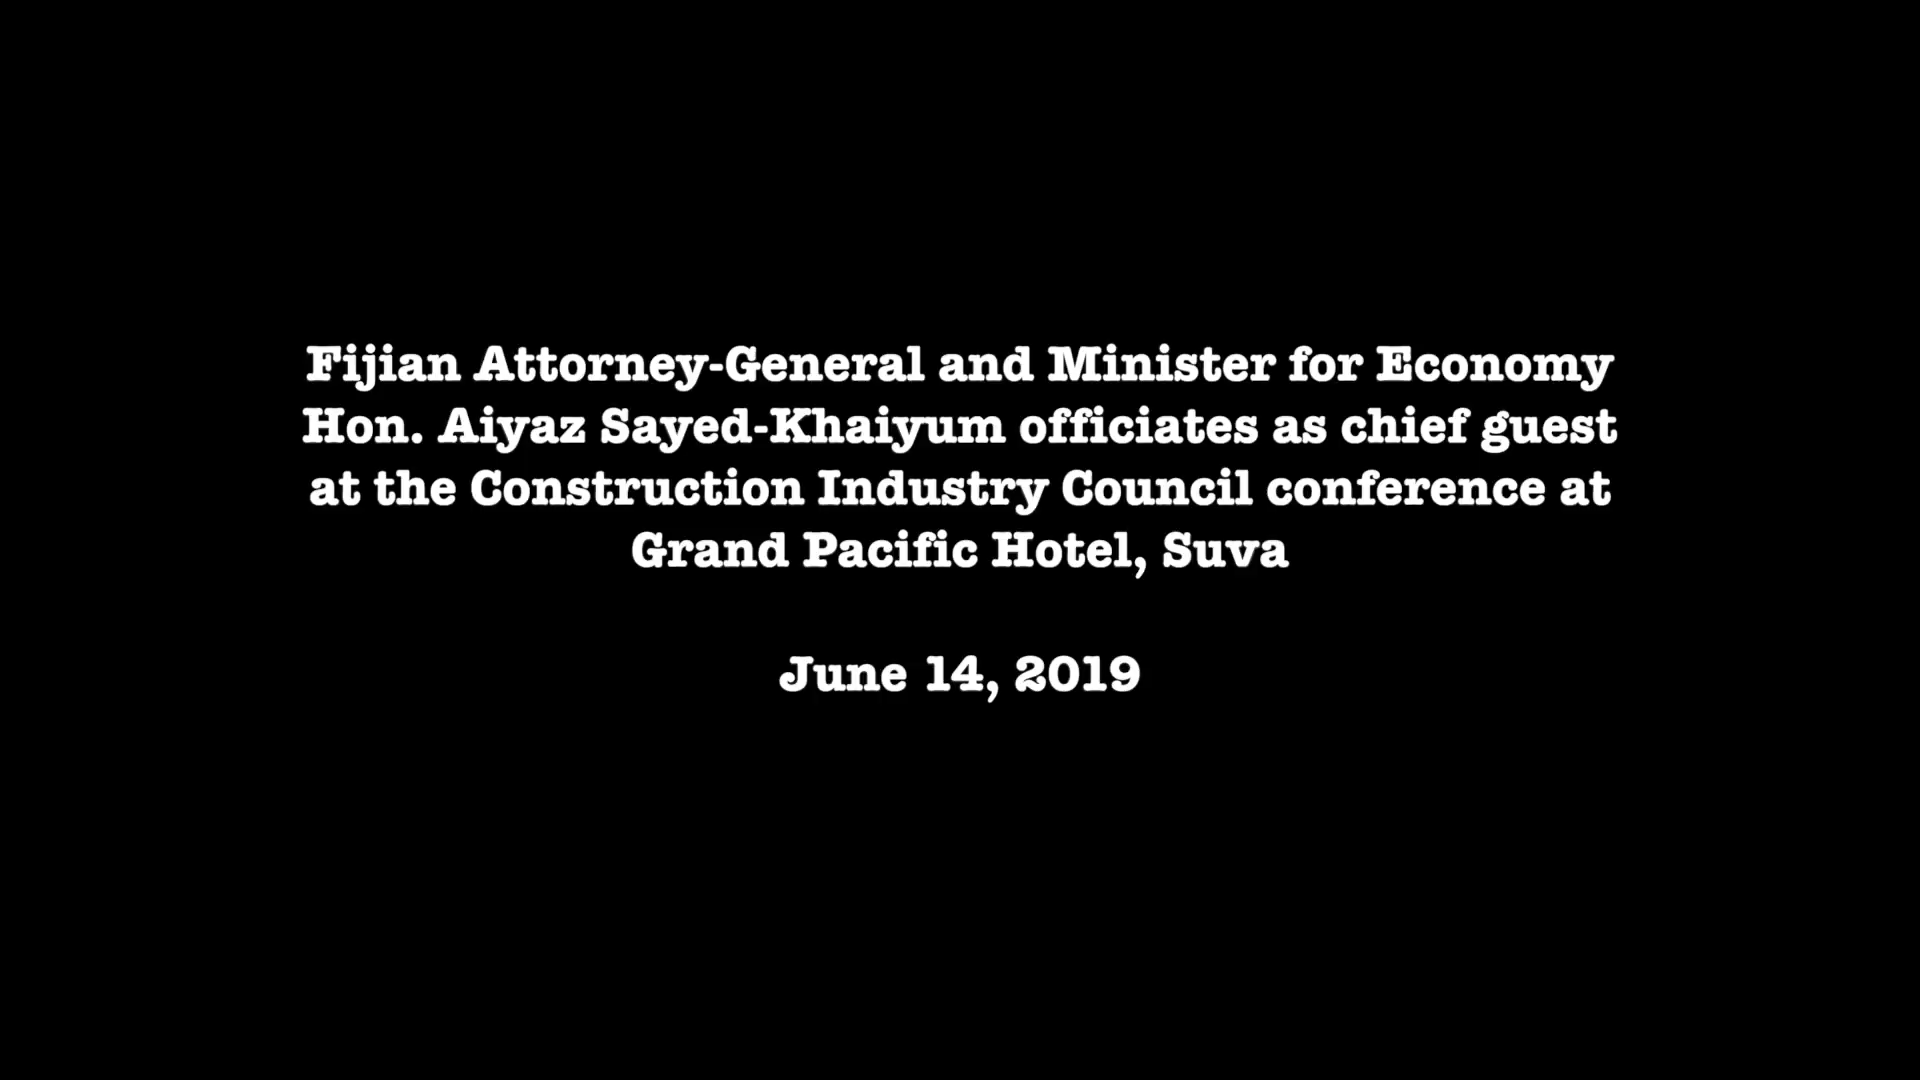 Fijian Attorney-General and Minister for Economy
Hon. Aiyaz Sayed-Khaiyum officiates as chief guest
at the Construction Industry Council conference at
Grand Pacific Hotel, Suva
June 14, 2019